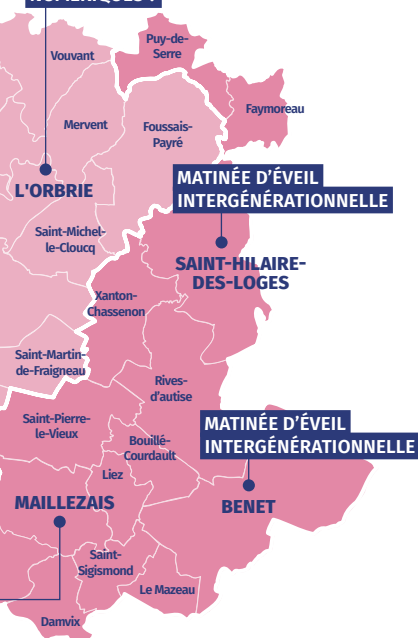 NUMÉRIQUES ?
Puy-de-
Serre
Vouvant
Faymoreau
Mervent
Foussais-
Payré
MATINÉE D'ÉVEIL
INTERGÉNÉRATIONNELLE
L'ORBRIE
Saint-Michel-
le-Cloucq
SAINT-HILAIRE-
DES-LOGES
Xanton-
Chassenon
Saint-Martin-
de-Fraigneau
Rives-
d'autise
Saint-Pierre-
le-Vieux
MATINÉE D'ÉVEIL
INTERGÉNÉRATIONNELLE
Bouillé-
Courdault
Liez
MAILLEZAIS
BENET
Saint-
Sigismond
Le Mazeau
Damvix